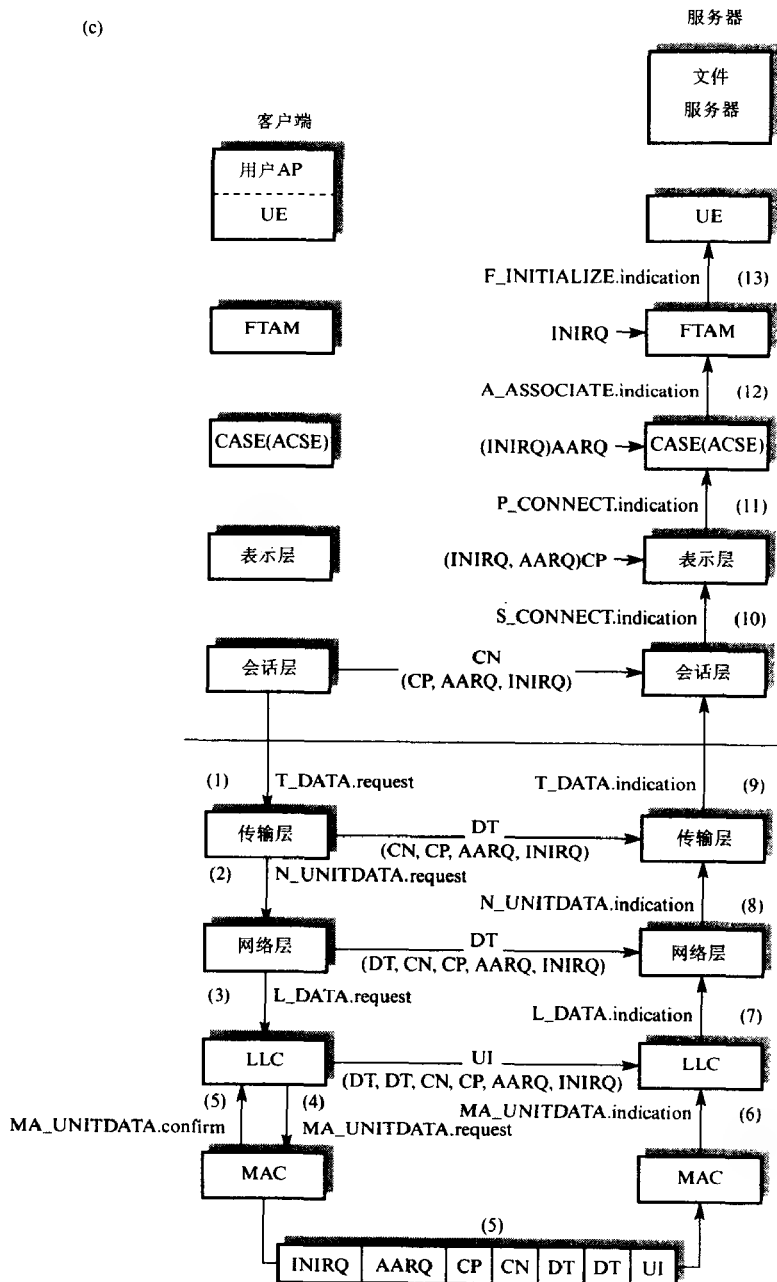 (c)
服务器
文件
服务器
客户端
用户AP
UE
UE
F_INITIALIZE.indication (13)
FTAM
INIRQ
FTAM
A_ASSOCIATE.indication (12)
CASE(ACSE)
(INIRQ)AARQ
CASE(ACSE)
P_CONNECT.indication (11)
表示层
(INIRQ, AARQ)CP
表示层
S_CONNECT.indication (10)
会话层
CN
(CP, AARQ, INIRQ)
会话层
(1) T_DATA.request
T_DATA.indication (9)
传输层
DT
(CN, CP, AARQ, INIRQ)
传输层
(2) N_UNITDATA.request
N_UNITDATA.indication (8)
网络层
DT
(DT, CN, CP, AARQ, INIRQ)
网络层
(3) L_DATA.request
L_DATA.indication (7)
LLC
UI
(DT, DT, CN, CP, AARQ, INIRQ)
LLC
(5) (4)
MA_UNITDATA.confirm
MA_UNITDATA.request
MA_UNITDATA.indication (6)
MAC
MAC
(5)
INIRQ AARQ CP CN DT DT UI